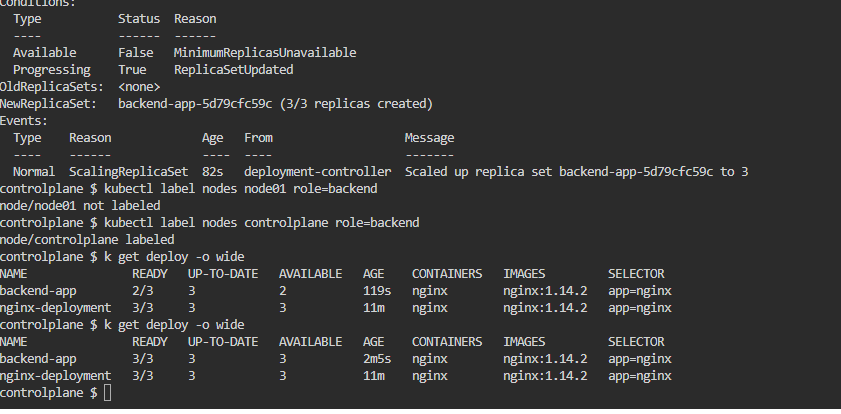 Conditions:
  Type           Status  Reason
  ----           ------  ------
  Available      False   MinimumReplicasUnavailable
  Progressing    True    ReplicaSetUpdated
OldReplicaSets:  <none>
NewReplicaSet:   backend-app-5d79cfc59c (3/3 replicas created)
Events:
  Type    Reason             Age   From                   Message
  ----    ------             ----  ----                   -------
  Normal  ScalingReplicaSet  82s   deployment-controller  Scaled up replica set backend-app-5d79cfc59c to 3
controlplane $ kubectl label nodes node01 role=backend
node/node01 not labeled
controlplane $ kubectl label nodes controlplane role=backend
node/controlplane labeled
controlplane $ k get deploy -o wide
NAME               READY   UP-TO-DATE   AVAILABLE   AGE    CONTAINERS   IMAGES         SELECTOR
backend-app        2/3     3            2           119s   nginx        nginx:1.14.2   app=nginx
nginx-deployment   3/3     3            3           11m    nginx        nginx:1.14.2   app=nginx
controlplane $ k get deploy -o wide
NAME               READY   UP-TO-DATE   AVAILABLE   AGE    CONTAINERS   IMAGES         SELECTOR
backend-app        3/3     3            3           2m5s   nginx        nginx:1.14.2   app=nginx
nginx-deployment   3/3     3            3           11m    nginx        nginx:1.14.2   app=nginx
controlplane $